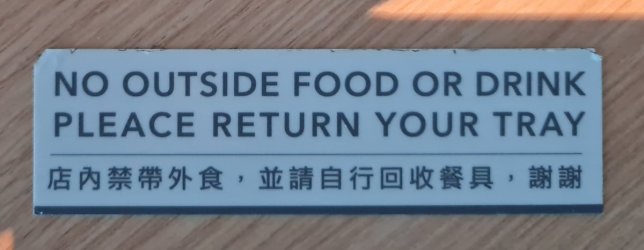 NO OUTSIDE FOOD OR DRINK
PLEACE RETURN YOUR TRAY
店內禁帶外食，並請自行回收餐具，謝謝